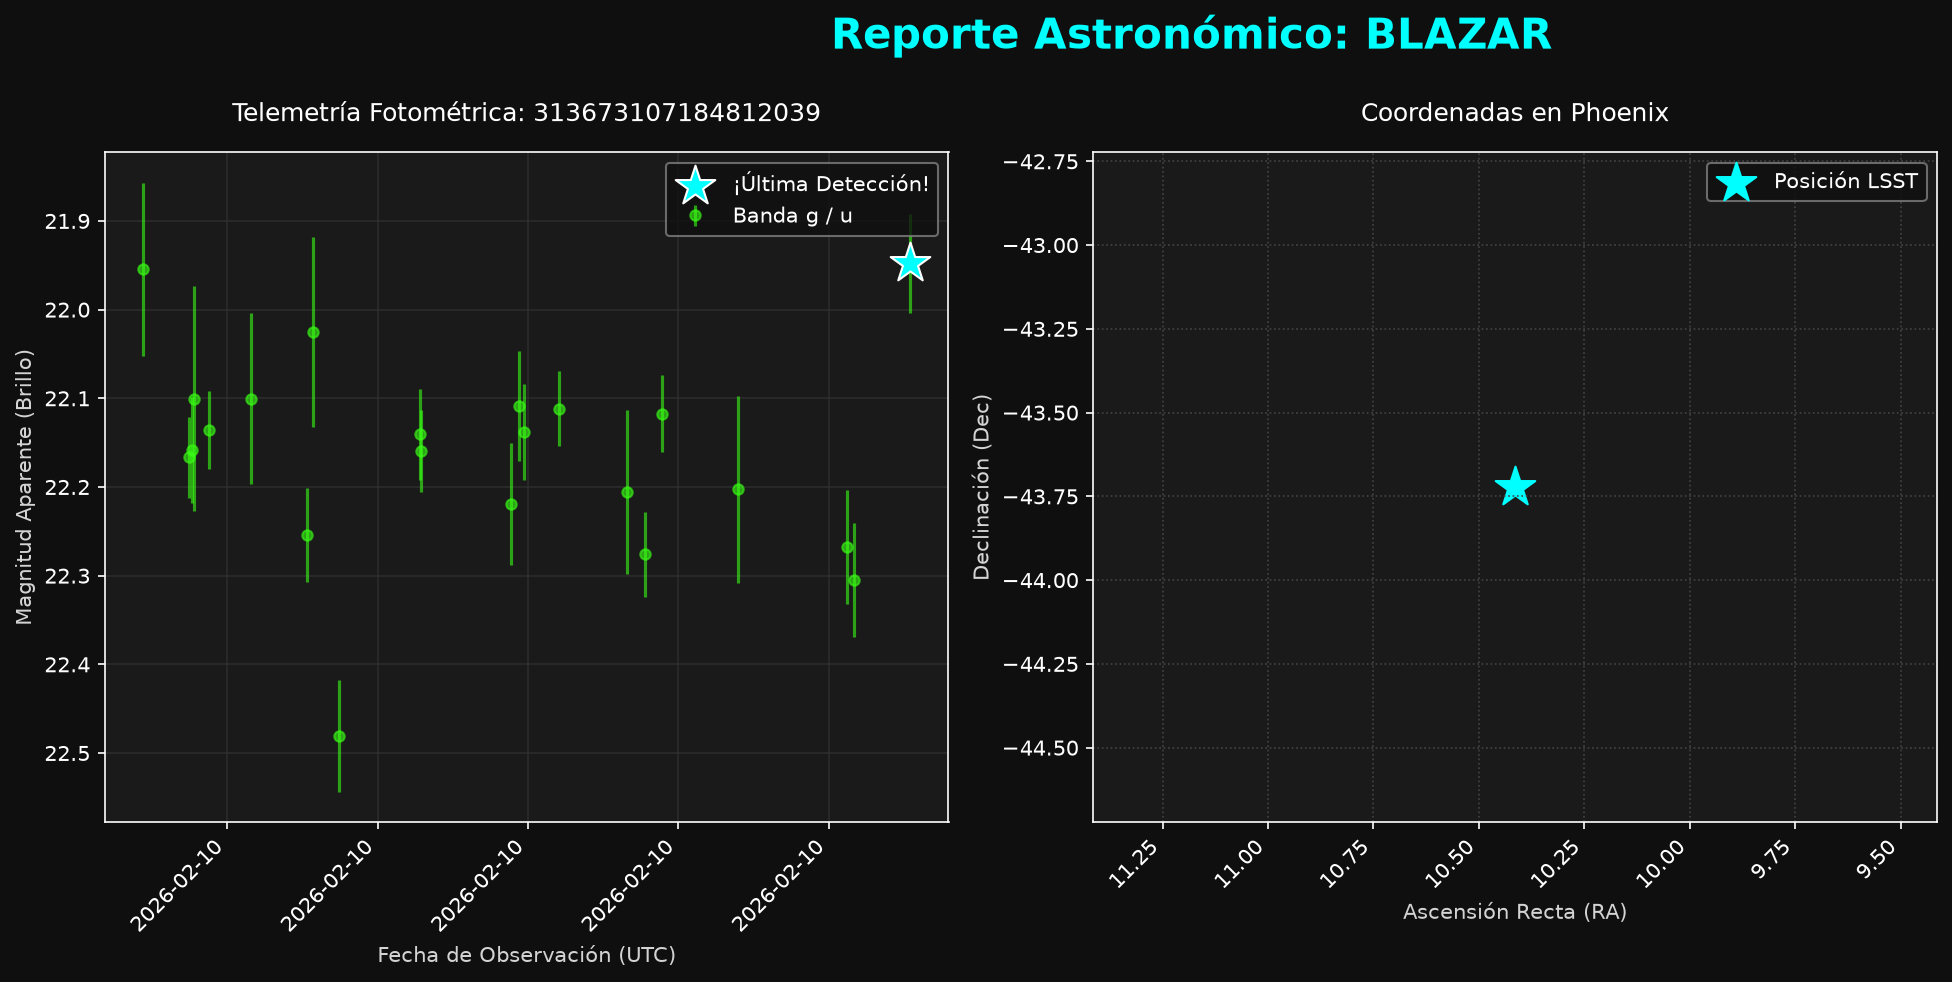 Reporte Astronómico: BLAZAR
Telemetría Fotométrica: 313673107184812039
¡Última Detección!
Banda g / u
Magnitud Aparente (Brillo)
21.9
22.0
22.1
22.2
22.3
22.4
22.5
2026-02-10
2026-02-10
2026-02-10
2026-02-10
2026-02-10
Fecha de Observación (UTC)
Coordenadas en Phoenix
Posición LSST
Declinación (Dec)
−42.75
−43.00
−43.25
−43.50
−43.75
−44.00
−44.25
−44.50
11.25
11.00
10.75
10.50
10.25
10.00
9.75
9.50
Ascensión Recta (RA)